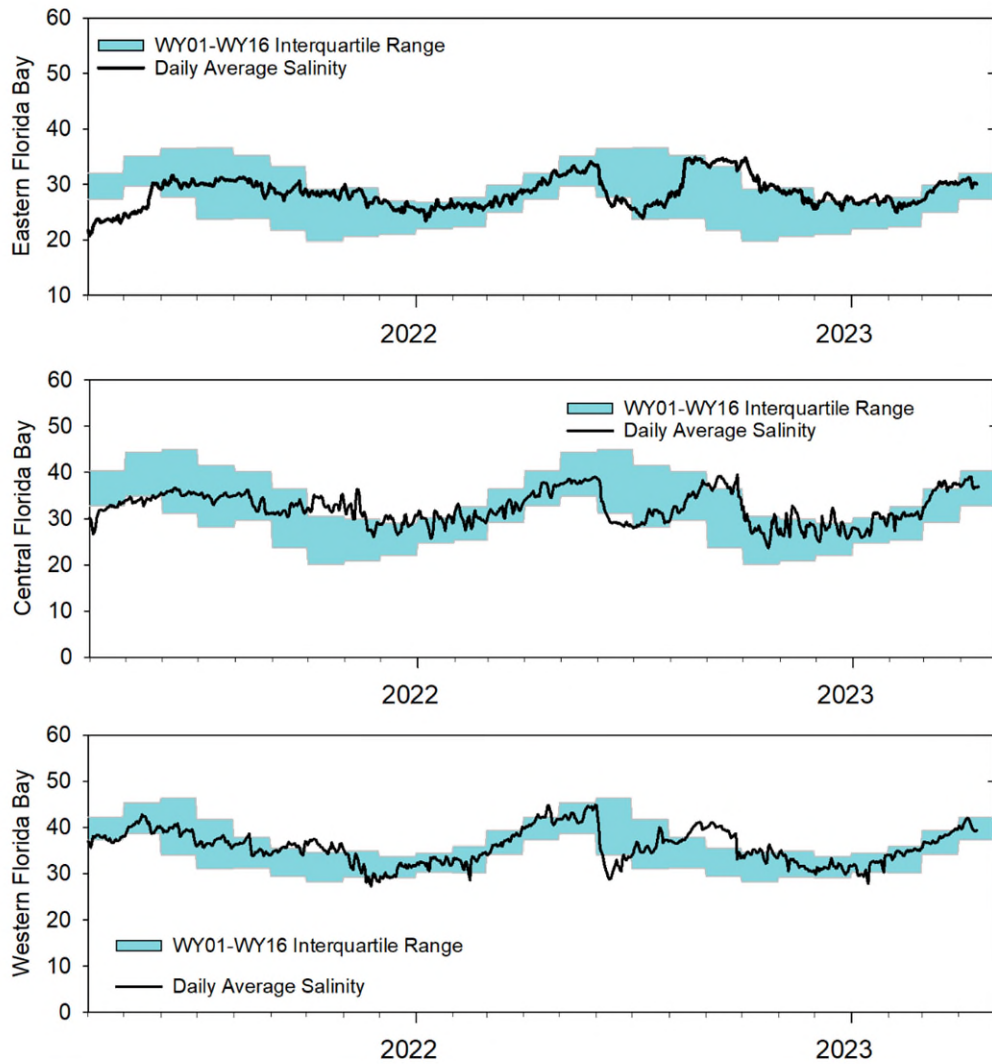 60
50
40
30
20
10
Eastern Florida Bay
WY01-WY16 Interquartile Range
Daily Average Salinity
2022 2023
60
50
40
30
20
10
0
Central Florida Bay
WY01-WY16 Interquartile Range
Daily Average Salinity
2022 2023
60
50
40
30
20
10
0
Western Florida Bay
WY01-WY16 Interquartile Range
Daily Average Salinity
2022 2023